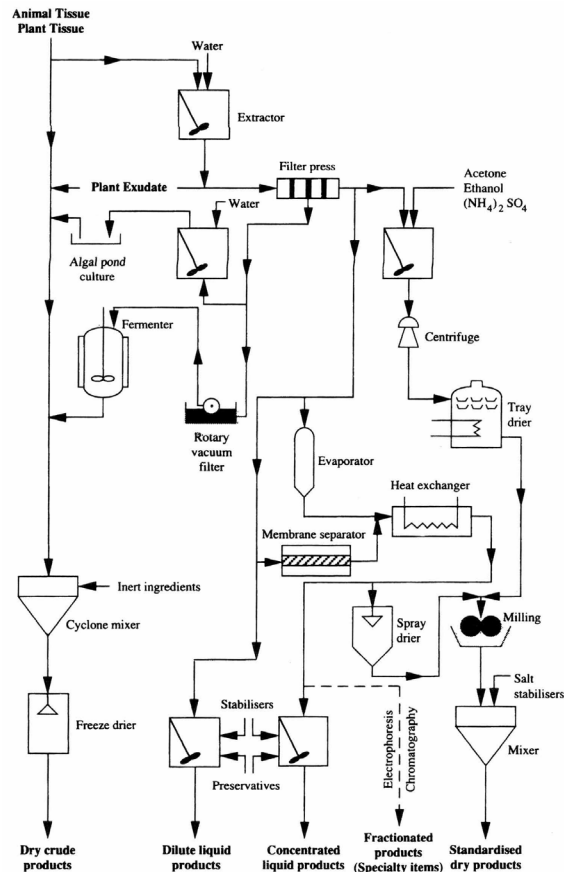 Animal Tissue
Plant Tissue
Water
Extractor
Filter press
Plant Exudate
Acetone
Ethanol
(NH4)2 SO4
Water
Algal pond
culture
Centrifuge
Fermenter
Tray
drier
Rotary
vacuum
filter
Evaporator
Heat exchanger
Membrane separator
Inert ingredients
Cyclone mixer
Spray
drier
Milling
Salt
stabilisers
Stabilisers
Freeze drier
Electrophoresis
Chromatography
Mixer
Preservatives
Dry crude
products
Dilute liquid
products
Concentrated
liquid products
Fractionated
products
(Specialty items)
Standardised
dry products